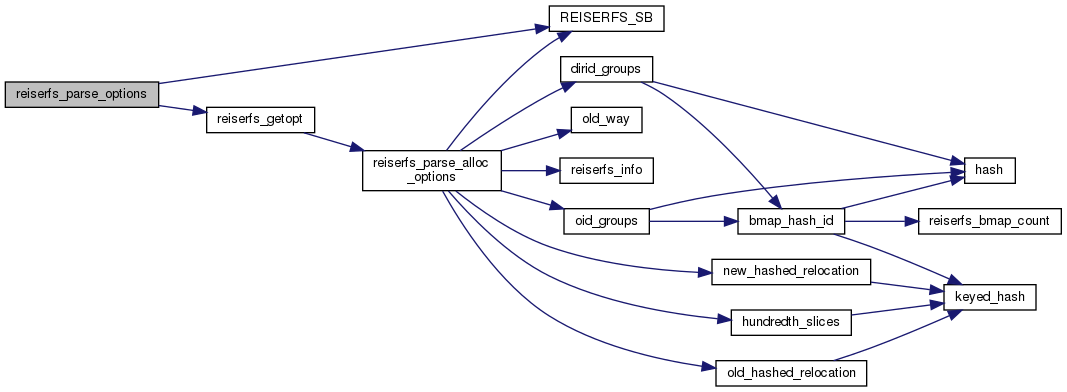 reiserfs_parse_options
reiserfs_getopt
reiserfs_parse_alloc
_options
REISERFS_SB
dirid_groups
old_way
reiserfs_info
oid_groups
bmap_hash_id
new_hashed_relocation
hundredth_slices
old_hashed_relocation
hash
reiserfs_bmap_count
keyed_hash